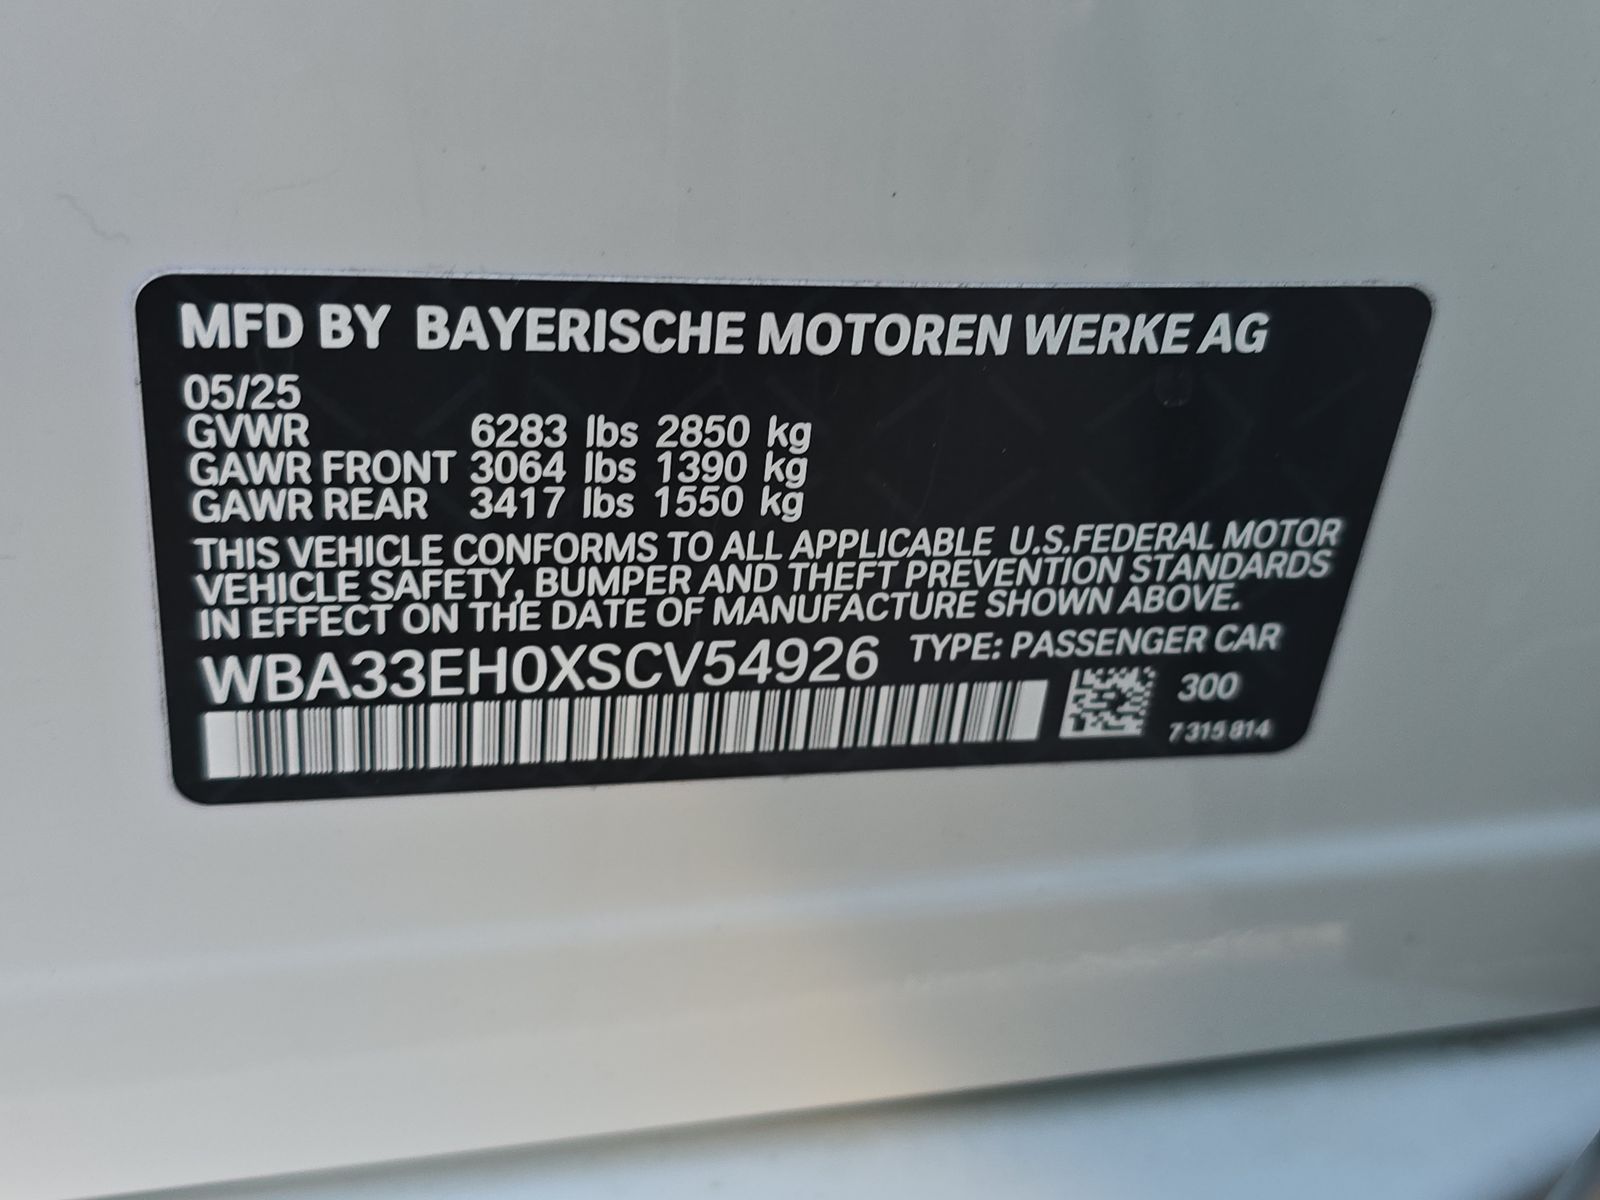 MFD BY BAYERISCHE MOTOREN WERKE AG
05/25
GVWR 6283 lbs 2850 kg
GAWR FRONT 3064 lbs 1390 kg
GAWR REAR 3417 lbs 1550 kg
THIS VEHICLE CONFORMS TO ALL APPLICABLE U.S.FEDERAL MOTOR
VEHICLE SAFETY, BUMPER AND THEFT PREVENTION STANDARDS
IN EFFECT ON THE DATE OF MANUFACTURE SHOWN ABOVE.
WBA33EH0XSCV54926 TYPE: PASSENGER CAR
300
7 315 814